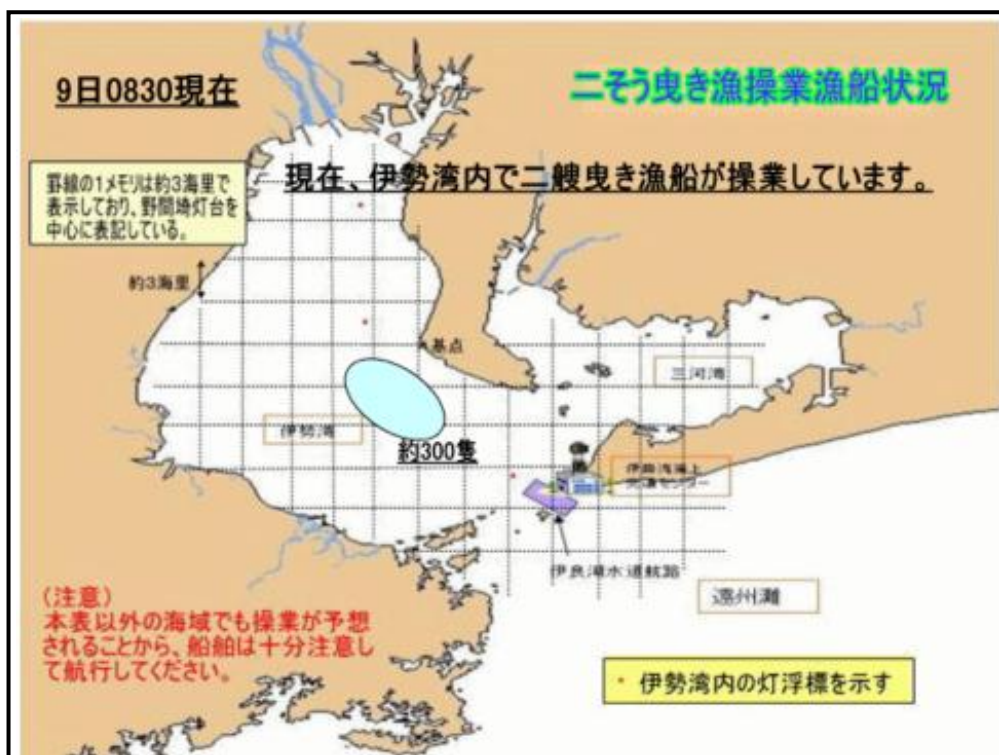 9日0830現在
二そう曳き漁操業漁船状況
現在、伊勢湾内で二艘曳き漁船が操業しています。
罫線の1メモリは約3海里で
表示しており、野間埼灯台を
中心に表記している。
約3海里
基点
三河湾
伊勢湾
約300隻
伊勢湾海上
交通センター
伊良湖水道航路
遠州灘
(注意)
本表以外の海域でも操業が予想
されることから、船舶は十分注意し
て航行してください。
・ 伊勢湾内の灯浮標を示す